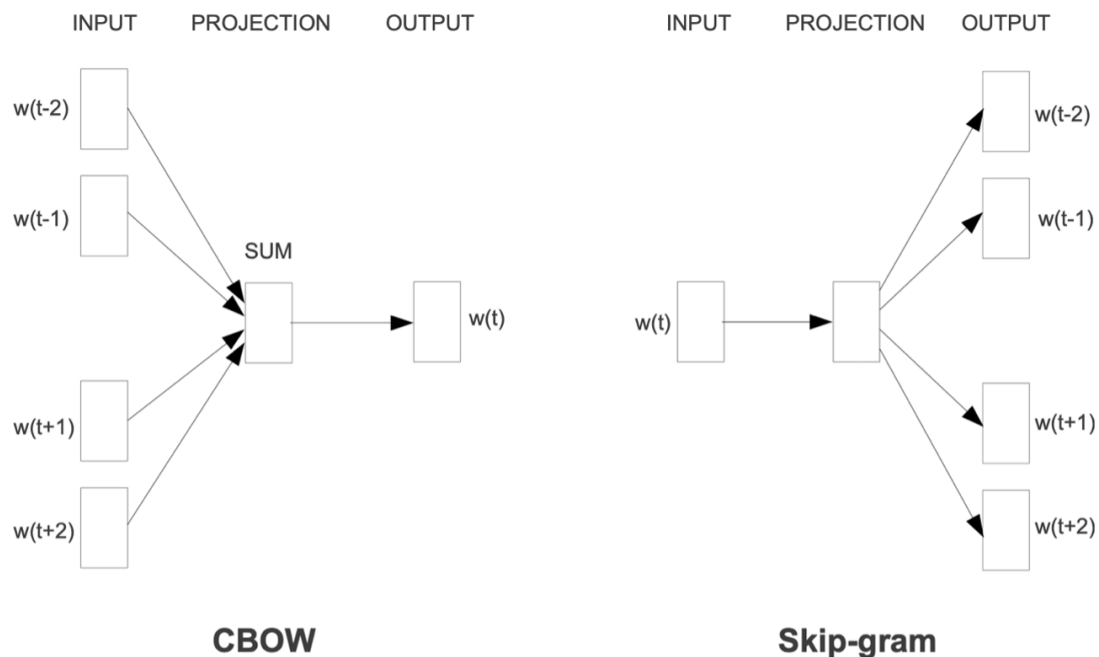 INPUT PROJECTION OUTPUT
w(t-2)
w(t-1)
SUM
w(t)
w(t+1)
w(t+2)
CBOW
INPUT PROJECTION OUTPUT
w(t-2)
w(t-1)
w(t)
w(t+1)
w(t+2)
Skip-gram